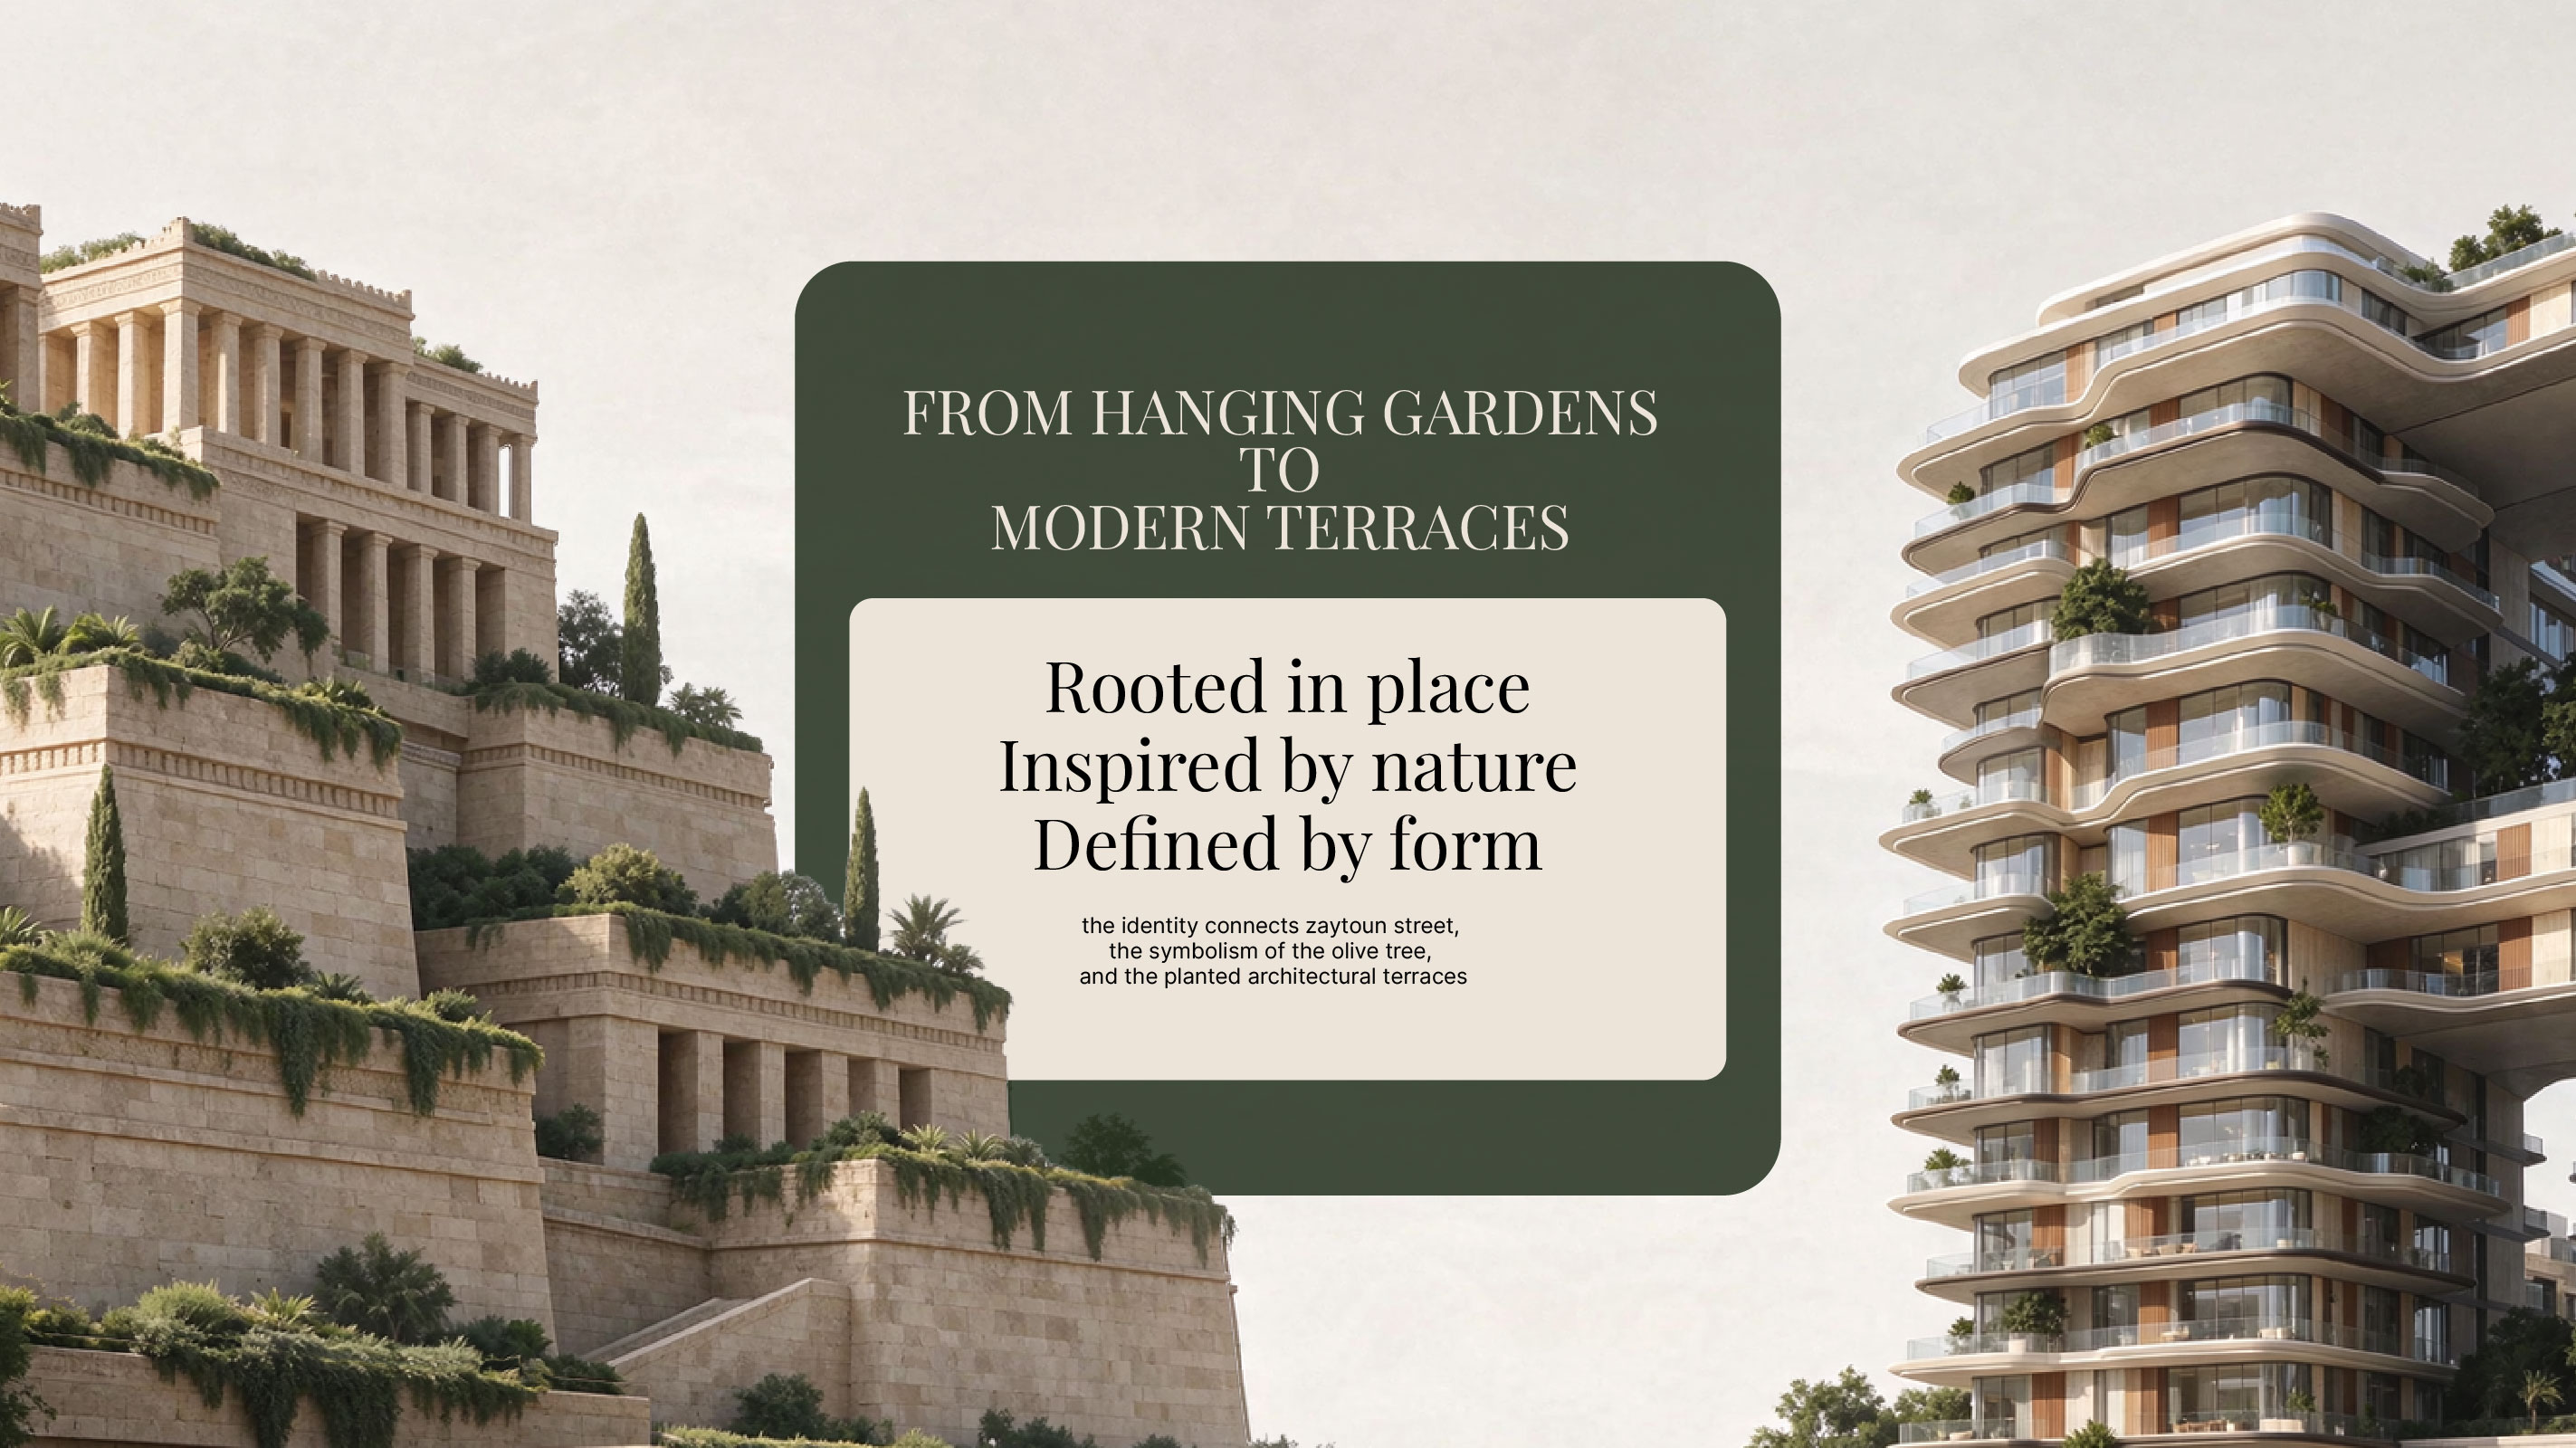 FROM HANGING GARDENS
TO
MODERN TERRACES
Rooted in place
Inspired by nature
Defined by form
the identity connects zaytoun street,
the symbolism of the olive tree,
and the planted architectural terraces